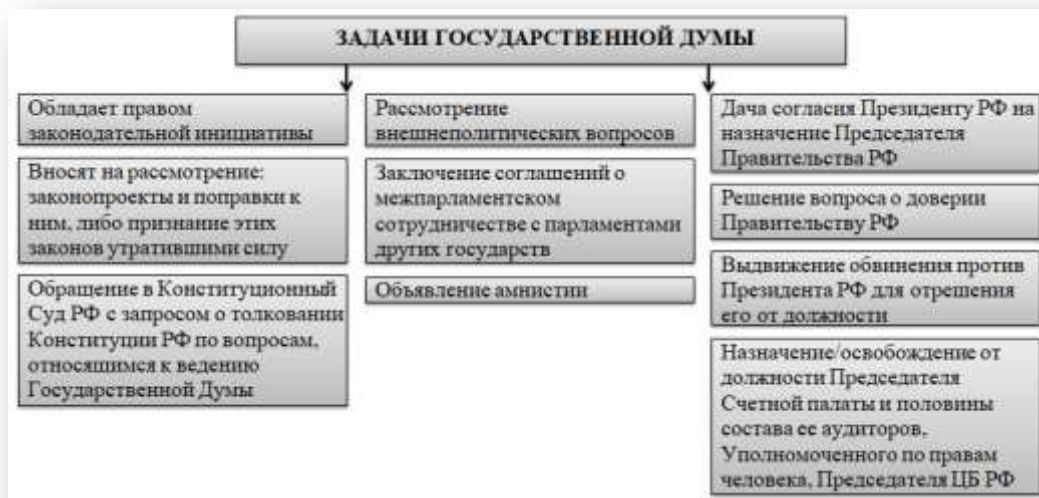 ЗАДАЧИ ГОСУДАРСТВЕННОЙ ДУМЫ
Обладает правом
законодательной инициативы
Вносят на рассмотрение:
законопроекты и поправки к
ним, либо признание этих
законов утратившими силу
Обращение в Конституционный
Суд РФ с запросом о толковании
Конституции РФ по вопросам,
относяшимся к ведению
Государственной Думы
Рассмотрение
внешнеполитических вопросов
Заключение соглашений о
межпарламентском
сотрудничестве с парламентами
других государств
Объявление амнистии
Дача согласия Президенту РФ на
назначение Председателя
Правительства РФ
Решение вопроса о доверии
Правительству РФ
Выдвижение обвинения против
Президента РФ для отрешения
его от должности
Назначение/освобождение от
должности Председателя
Счетной палаты и половины
состава ее аудиторов,
Уполномоченного по правам
человека, Председателя ЦБ РФ